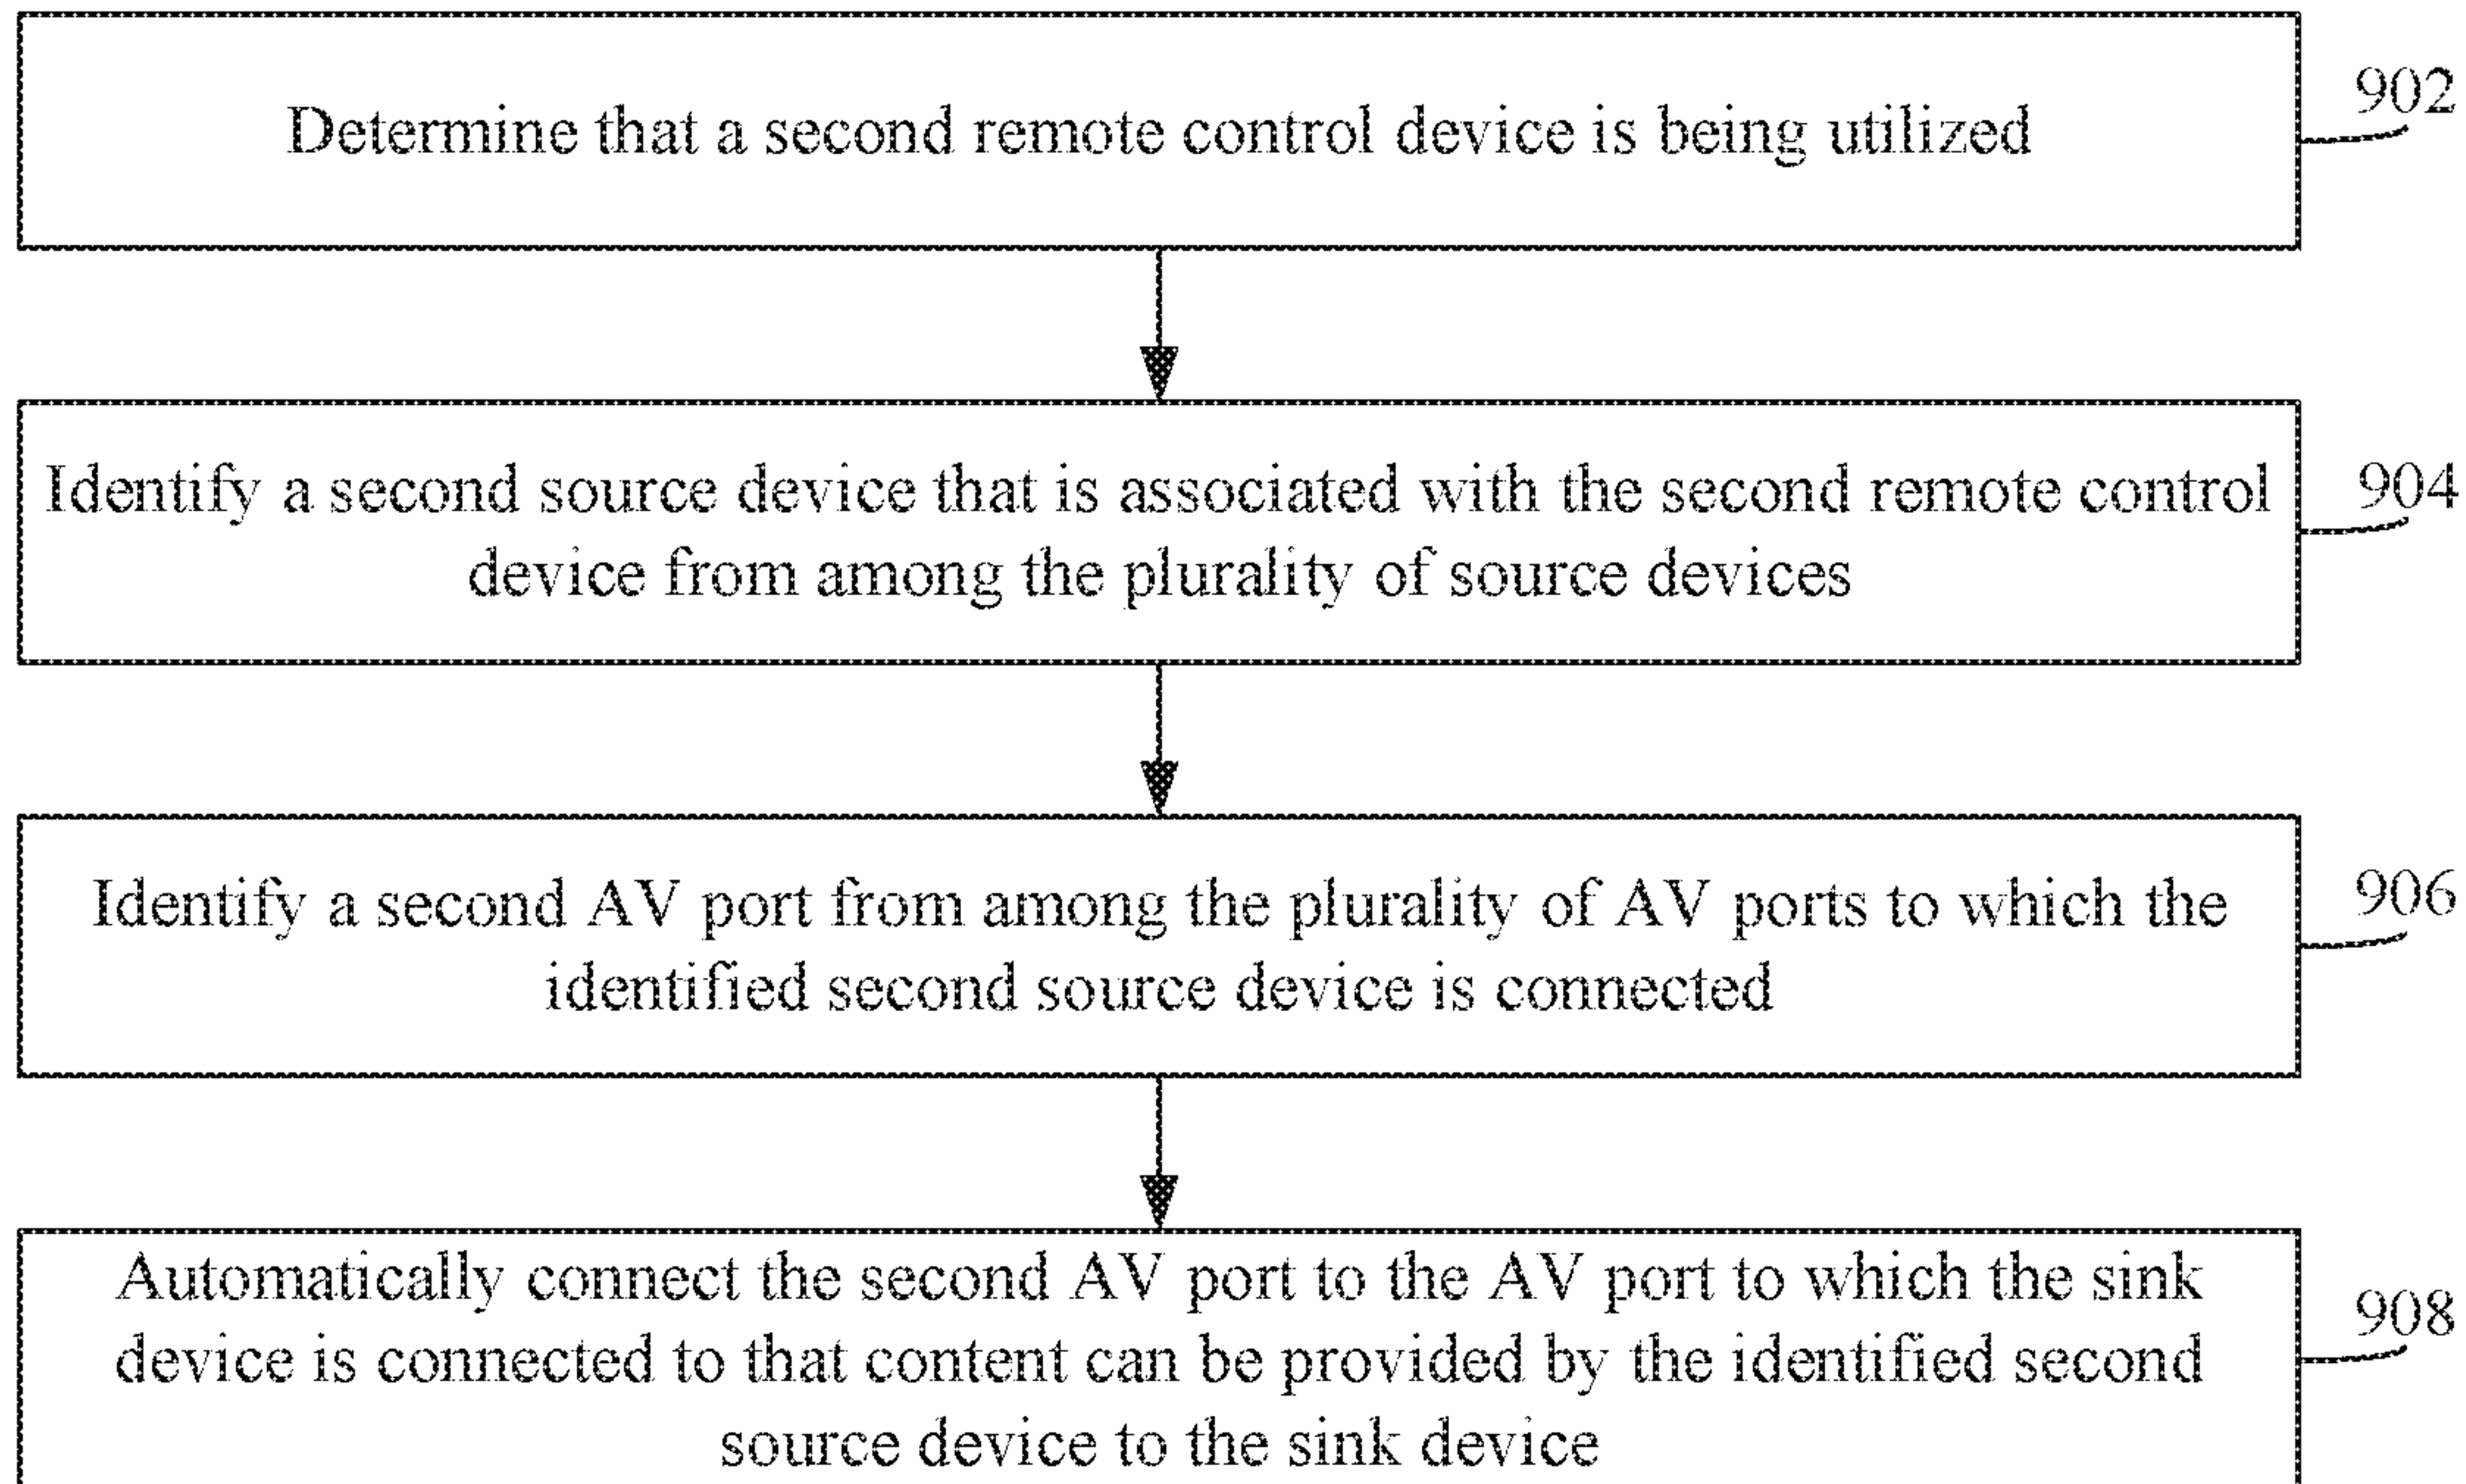 Determine that a second remote control device is being utilized
902
Identify a second source device that is associated with the second remote control
device from among the plurality of source devices
904
Identify a second AV port from among the plurality of AV ports to which the
identified second source device is connected
906
Automatically connect the second AV port to the AV port to which the sink
device is connected to that content can be provided by the identified second
source device to the sink device
908